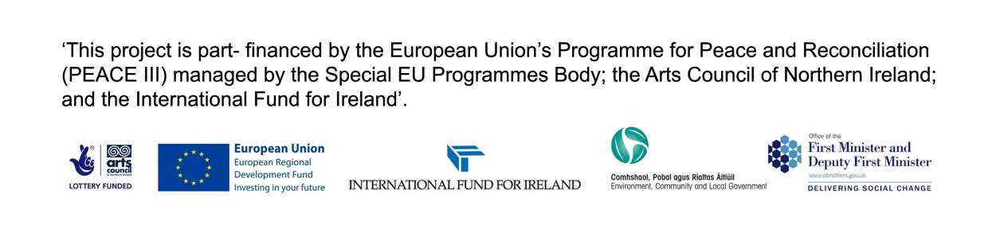 ‘This project is part- financed by the European Union’s Programme for Peace and Reconciliation
(PEACE III) managed by the Special EU Programmes Body; the Arts Council of Northern Ireland;
and the International Fund for Ireland’.
arts
council
of Northern Ireland
LOTTERY FUNDED
European Union
European Regional
Development Fund
Investing in your future
INTERNATIONAL FUND FOR IRELAND
Comhshaol, Pobal agus Rialtas Áitiúil
Environment, Community and Local Government
Office of the
First Minister and
Deputy First Minister
www.ofmdfmni.gov.uk
DELIVERING SOCIAL CHANGE